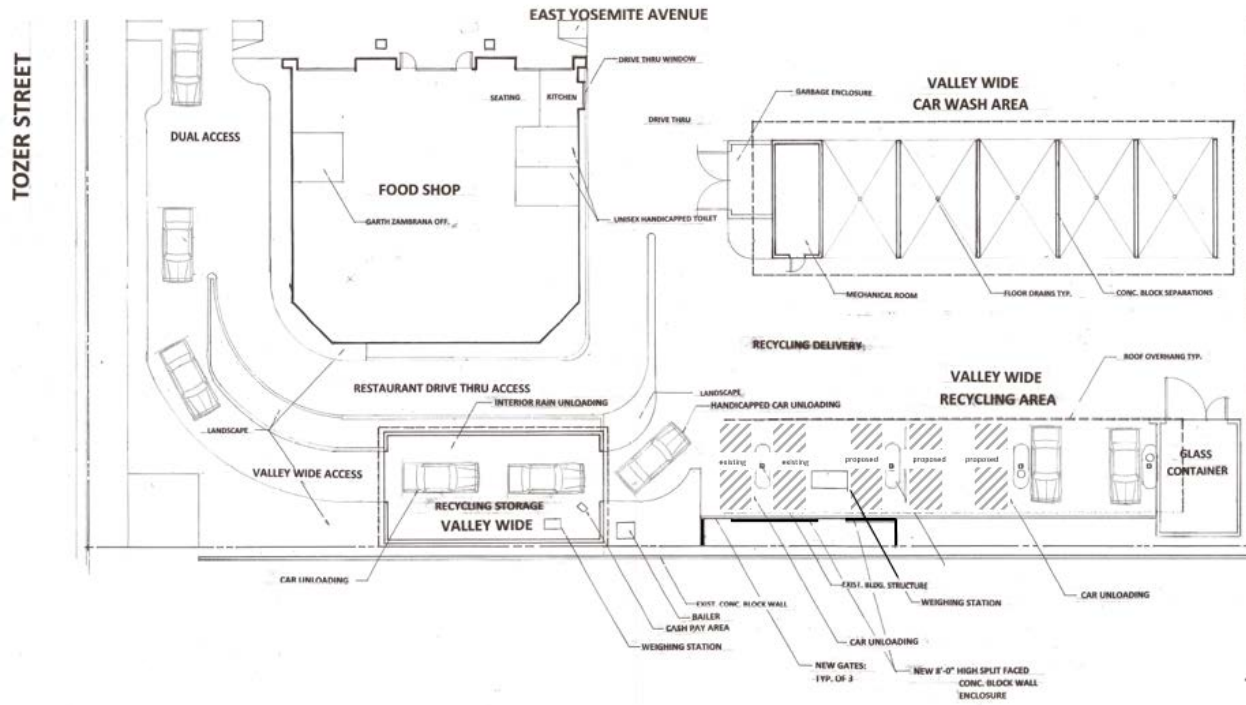 EAST YOSEMITE AVENUE
TOZER STREET
DRIVE THRU WINDOW
VALLEY WIDE
CAR WASH AREA
GARBAGE ENCLOSURE
SEATING
KITCHEN
DRIVE THRU
DUAL ACCESS
FOOD SHOP
GARTH ZAMBRANA OFF.
UNISEX HANDICAPPED TOILET
MECHANICAL ROOM
FLOOR DRAINS TYP.
CONC. BLOCK SEPARATIONS
RECYCLING DELIVERY
ROOF OVERHANG TYP.
VALLEY WIDE
RECYCLING AREA
RESTAURANT DRIVE THRU ACCESS
INTERIOR RAIN UNLOADING
LANDSCAPE
HANDICAPPED CAR UNLOADING
LANDSCAPE
VALLEY WIDE ACCESS
existing
existing
proposed
proposed
proposed
GLASS
CONTAINER
RECYCLING STORAGE
VALLEY WIDE
CAR UNLOADING
EXIST. BLDG. STRUCTURE
WEIGHING STATION
CAR UNLOADING
EXIST. CONC. BLOCK WALL
BAILER
CASH PAY AREA
WEIGHING STATION
CAR UNLOADING
NEW GATES:
TYP. OF 3
NEW 8'-0" HIGH SPLIT FACED
CONC. BLOCK WALL
ENCLOSURE